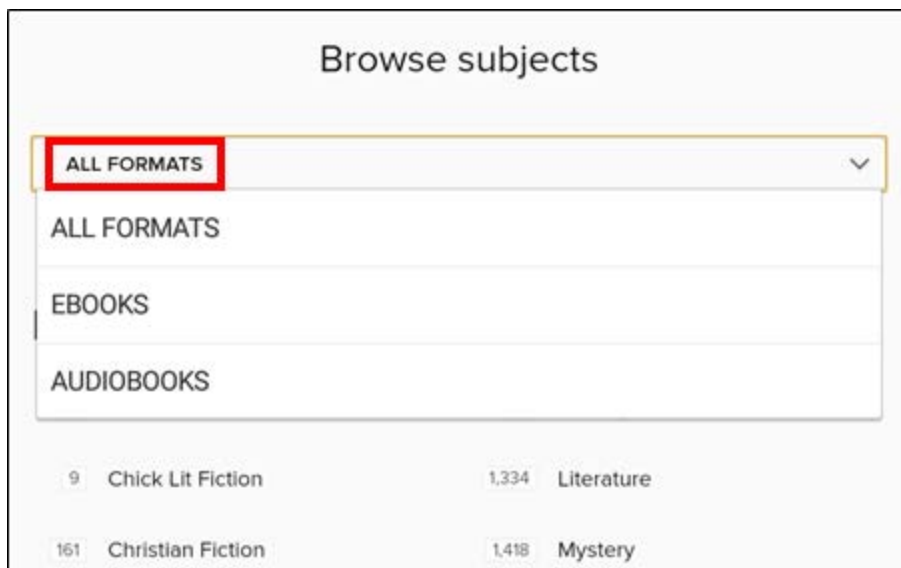 Browse subjects
ALL FORMATS
ALL FORMATS
EBOOKS
AUDIOBOOKS
9 Chick Lit Fiction 1,334 Literature
161 Christian Fiction 1,418 Mystery